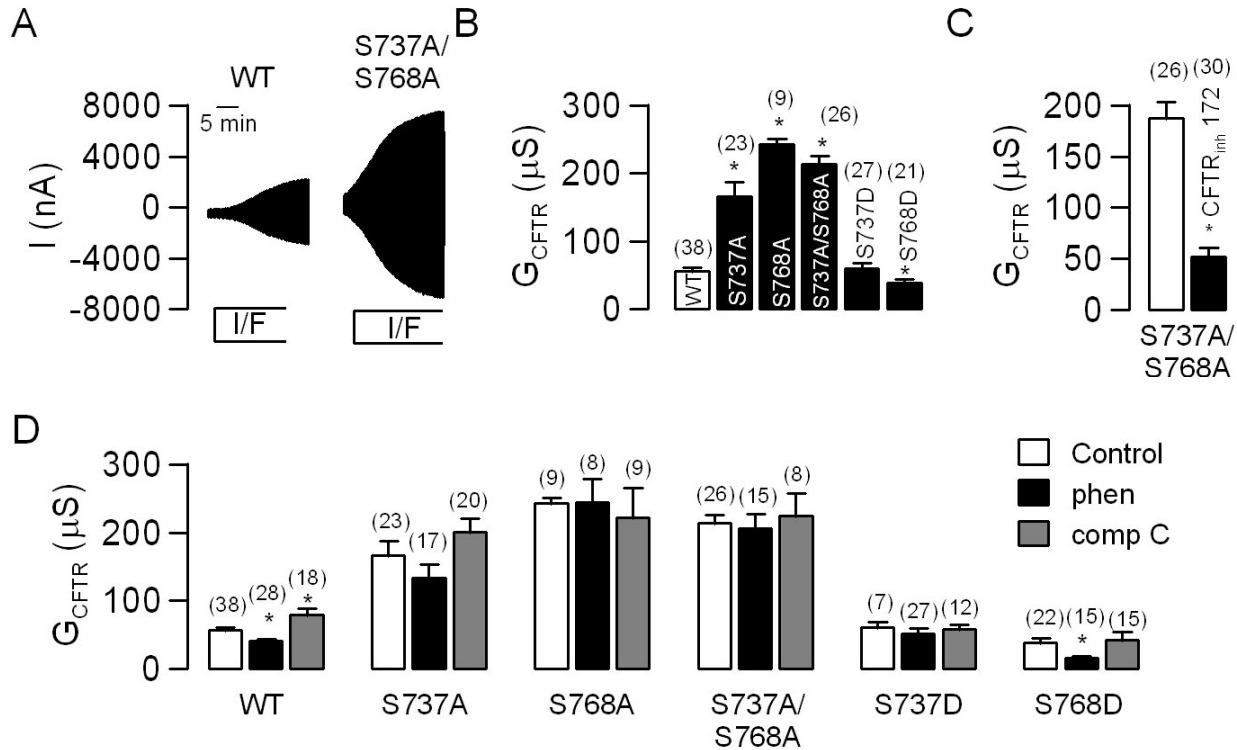 A
B
C
WT
S737A/
S768A
5 min
I (nA)
8000
4000
0
-4000
-8000
I/F
I/F
G_CFTR (μS)
300
200
100
0
(38)
(23)
(9)
(26)
(27)
(21)
*
*
*
*
WT
S737A
S768A
S737A/S768A
S737D
S768D
G_CFTR (μS)
200
150
100
50
0
(26)
(30)
* CFTR_inh 172
S737A/
S768A
D
G_CFTR (μS)
300
200
100
0
(38)
(28)
(18)
*
*
(23)
(17)
(20)
(9)
(8)
(9)
(26)
(15)
(8)
(7)
(27)
(12)
(22)
(15)
(15)
*
WT
S737A
S768A
S737A/
S768A
S737D
S768D
Control
phen
comp C